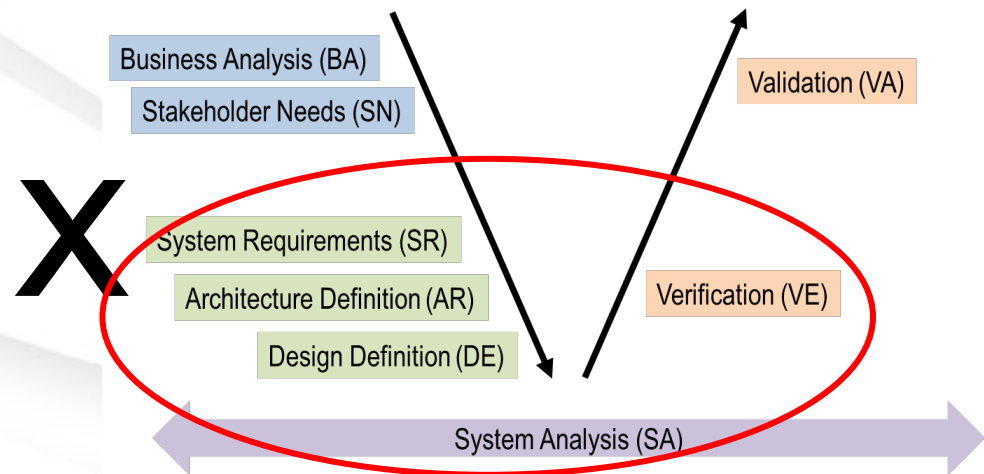 Business Analysis (BA)
Stakeholder Needs (SN)
Validation (VA)
X
System Requirements (SR)
Architecture Definition (AR)
Verification (VE)
Design Definition (DE)
System Analysis (SA)